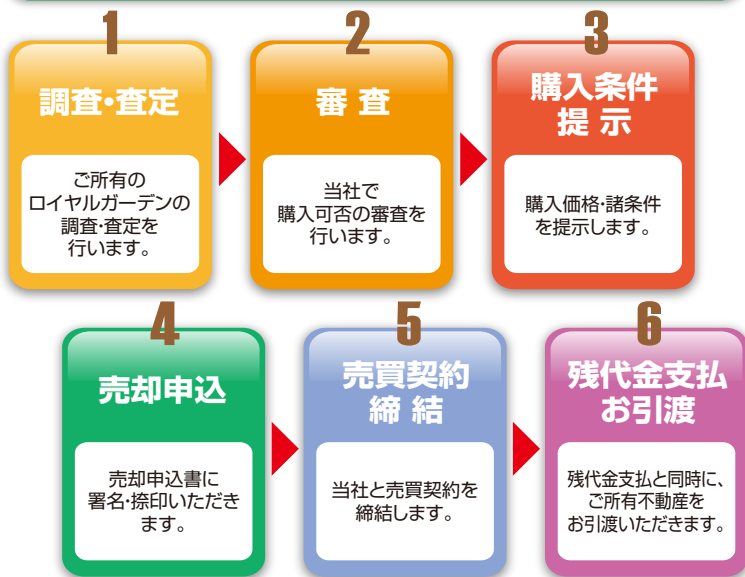 1
調査・査定
ご所有の
ロイヤルガーデンの
調査・査定を
行います。
2
審 査
当社で
購入可否の審査を
行います。
3
購入条件
提 示
購入価格・諸条件
を提示します。
4
売却申込
売却申込書に
署名・捺印いただき
ます。
5
売買契約
締 結
当社と売買契約を
締結します。
6
残代金支払
お引渡
残代金支払と同時に、
ご所有不動産を
お引渡いただきます。